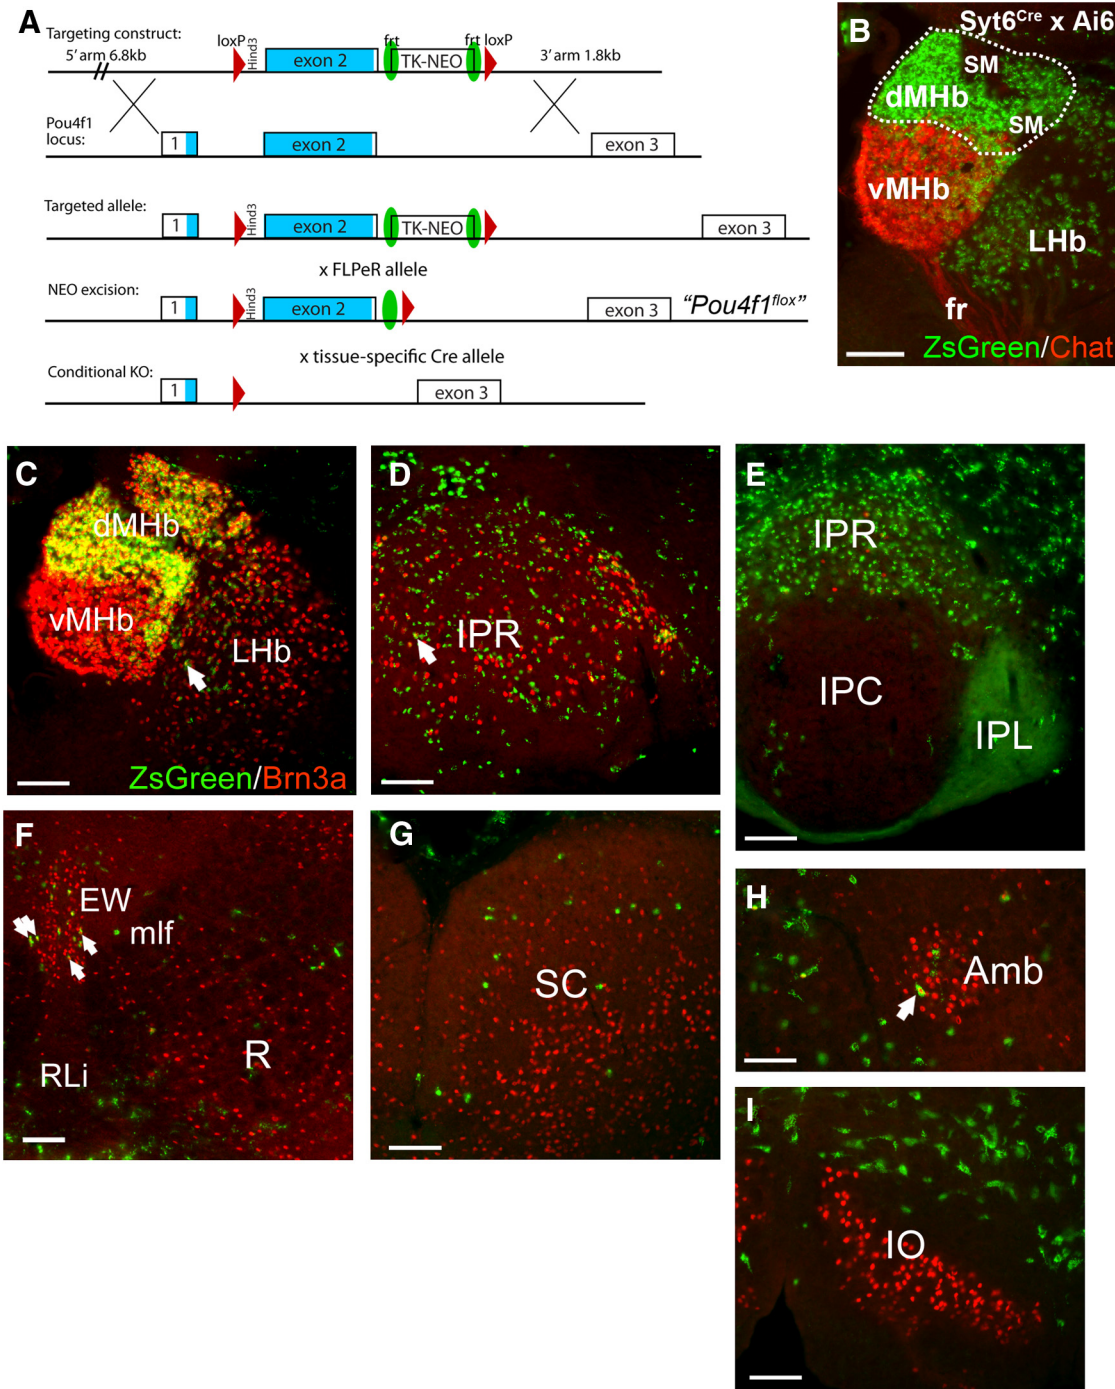 A
Targeting construct:
5' arm 6.8kb
loxP
Hind3
exon 2
frt
TK-NEO
frt loxP
3' arm 1.8kb
Pou4f1
locus:
1
exon 2
exon 3
Targeted allele:
1
Hind3
exon 2
TK-NEO
exon 3
x FLPeR allele
NEO excision:
1
Hind3
exon 2
exon 3
“Pou4f1flox”
x tissue-specific Cre allele
Conditional KO:
1
exon 3
B
Syt6Cre x Ai6
SM
dMHb
SM
vMHb
LHb
fr
ZsGreen/Chat
C
dMHb
vMHb
LHb
ZsGreen/Brn3a
D
IPR
E
IPR
IPC
IPL
F
EW
mlf
R
RLi
G
SC
H
Amb
I
IO